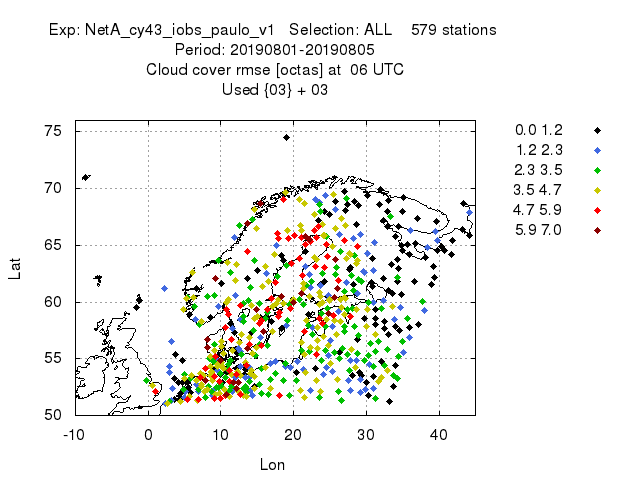 Exp: NetA_cy43_iobs_paulo_v1 Selection: ALL 579 stations
Period: 20190801-20190805
Cloud cover rmse [octas] at 06 UTC
Used {03} + 03
0.0 1.2
1.2 2.3
2.3 3.5
3.5 4.7
4.7 5.9
5.9 7.0
75
70
65
60
55
50
Lat
-10 0 10 20 30 40
Lon